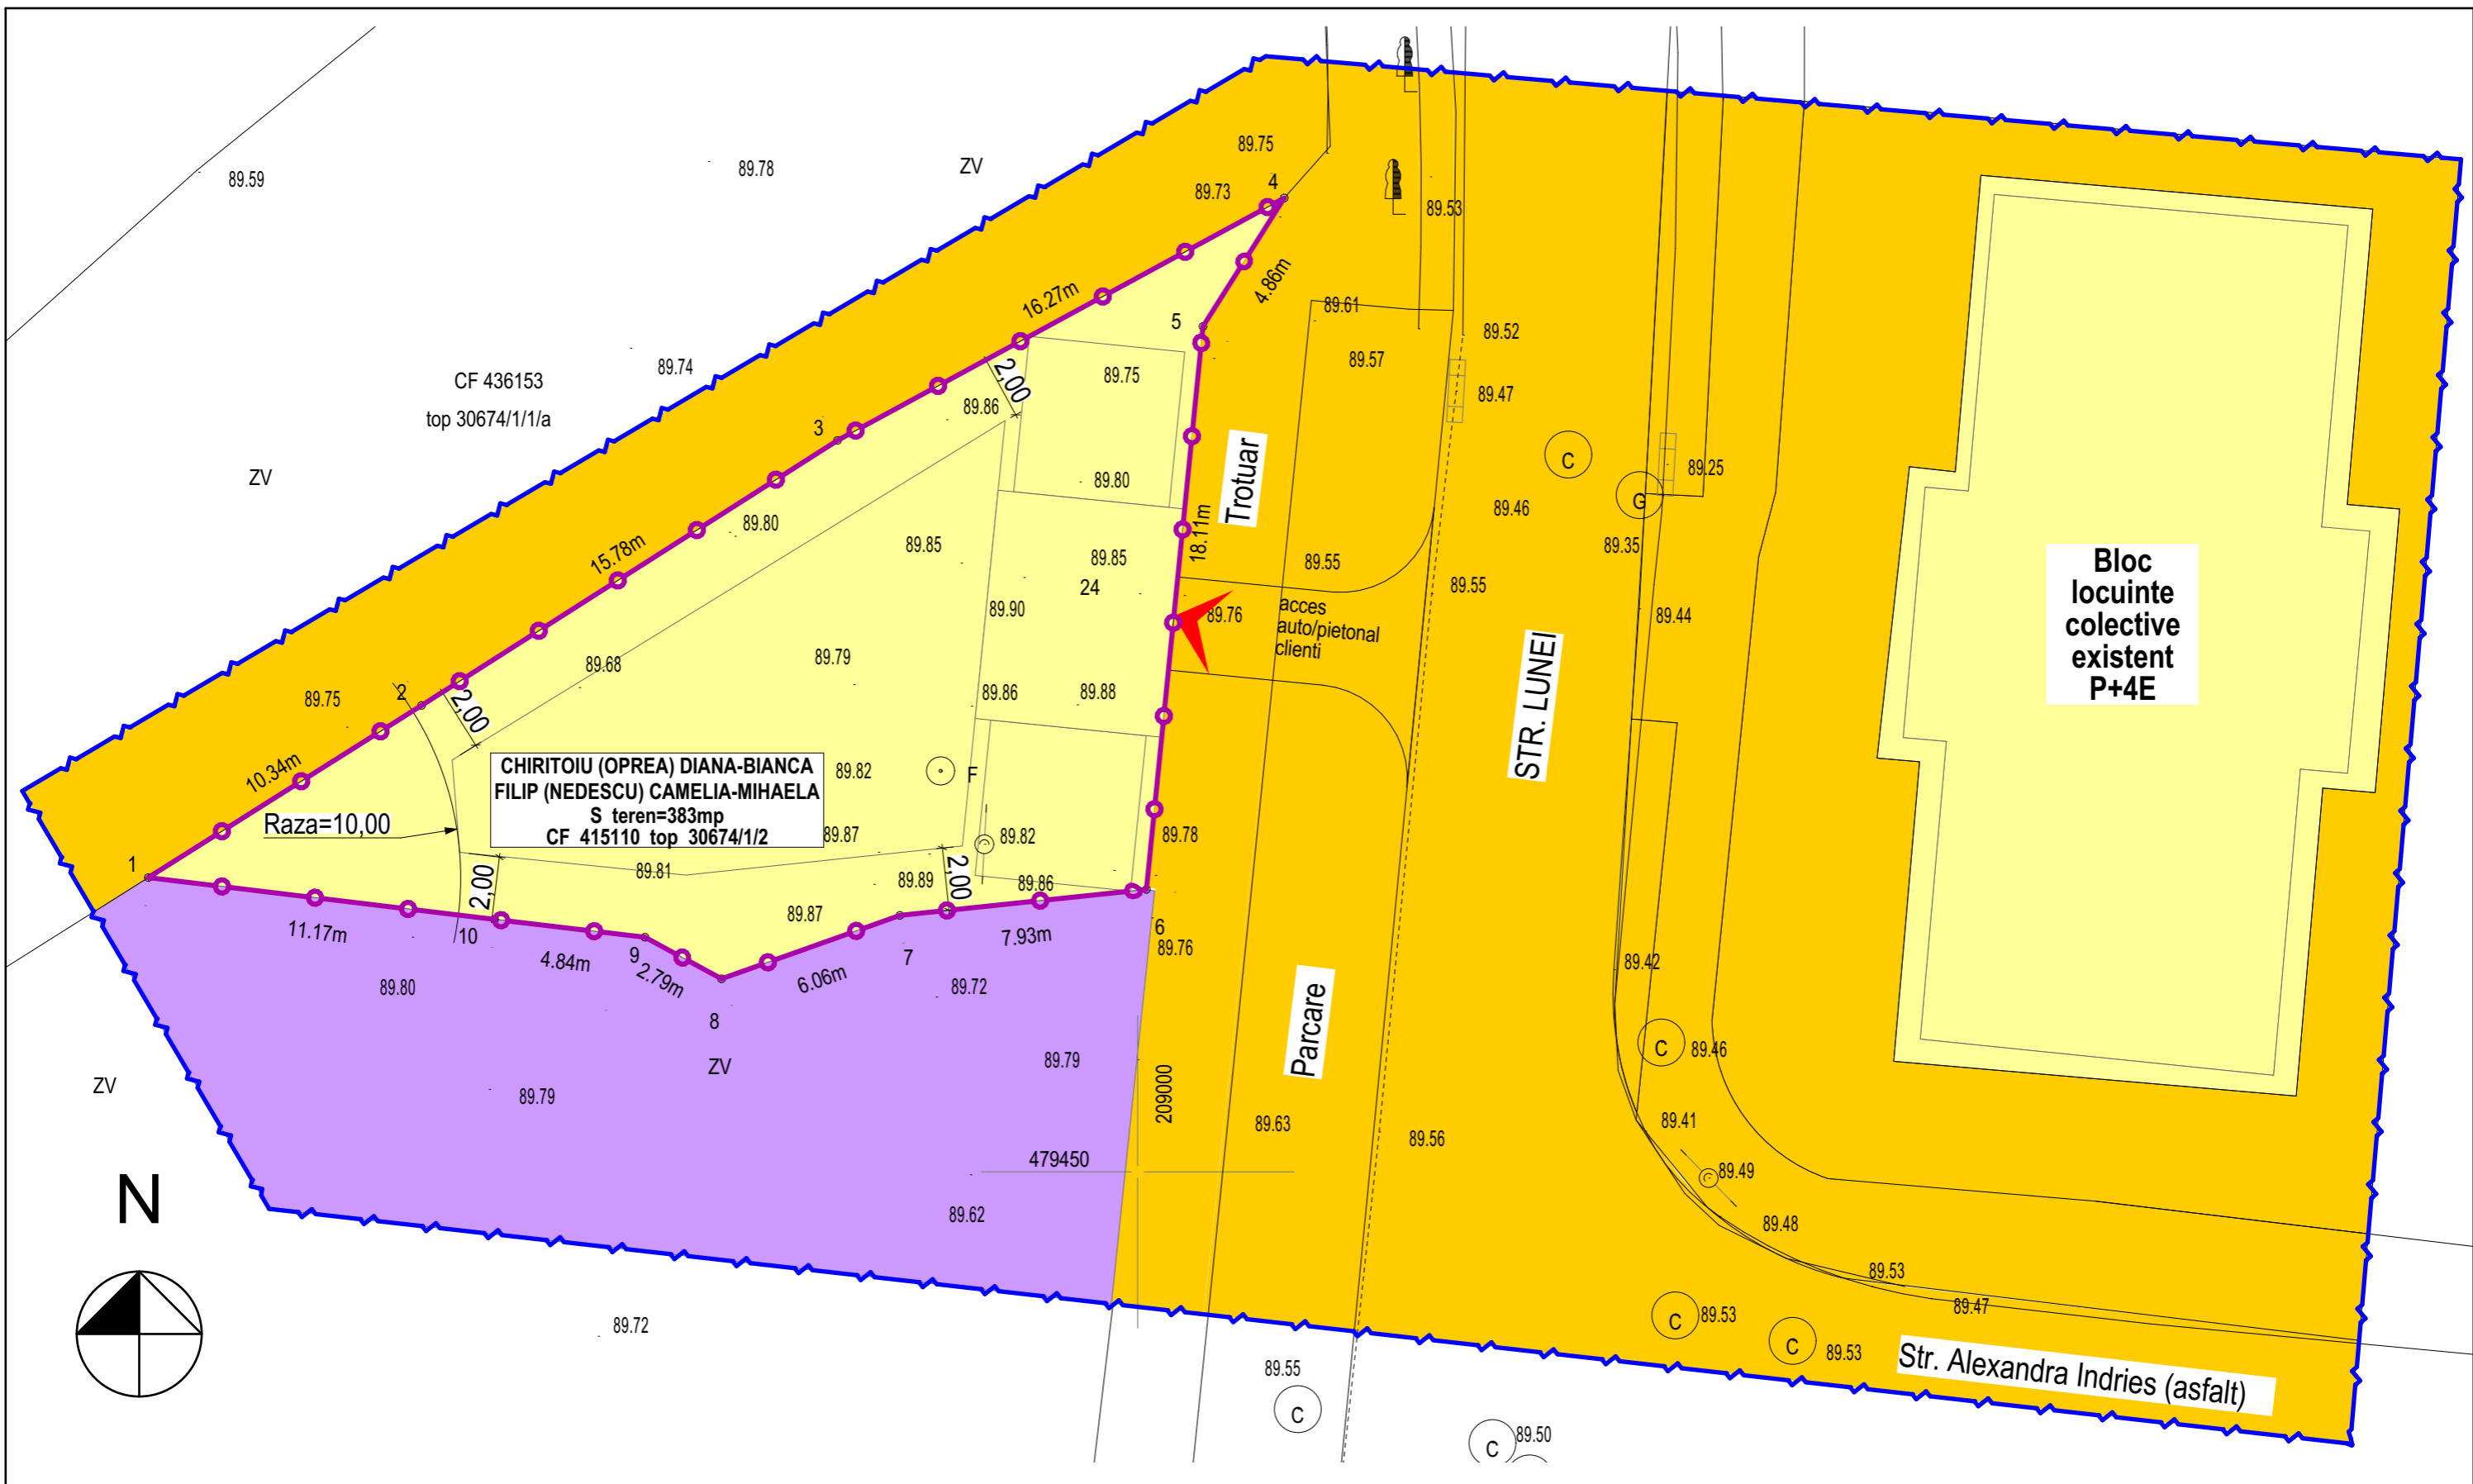 89.75
89.59
89.78
ZV
4
89.73
89.53
4.86m
16.27m
5
89.61
89.52
89.57
89.74
CF 436153
top 30674/1/1/a
2,00
89.75
89.47
89.86
3
ZV
Trotuar
C
89.25
89.80
G
89.46
89.80
18.11m
15.78m
89.85
89.85
89.55
89.35
24
89.55
89.90
acces
auto/pietonal
clienti
89.76
89.44
Bloc
locuinte
colective
existent
P+4E
STR. LUNEI
89.79
89.68
89.75
2
2,00
89.86
89.88
10.34m
CHIRITOIU (OPREA) DIANA-BIANCA
FILIP (NEDESCU) CAMELIA-MIHAELA
S teren=383mp
CF 415110 top 30674/1/2
89.82
F
Raza=10,00
89.87
89.82
89.78
1
89.81
2,00
89.89
2,00
89.86
89.87
11.17m
10
4.84m
9
2.79m
6.06m
7
7.93m
6
89.76
89.42
89.80
89.72
8
Parcare
C
89.46
ZV
89.79
ZV
89.79
209000
89.63
89.56
89.41
479450
89.49
N
89.62
89.48
89.53
89.47
89.72
C
89.53
C
89.53
89.55
Str. Alexandra Indries (asfalt)
C
C
89.50